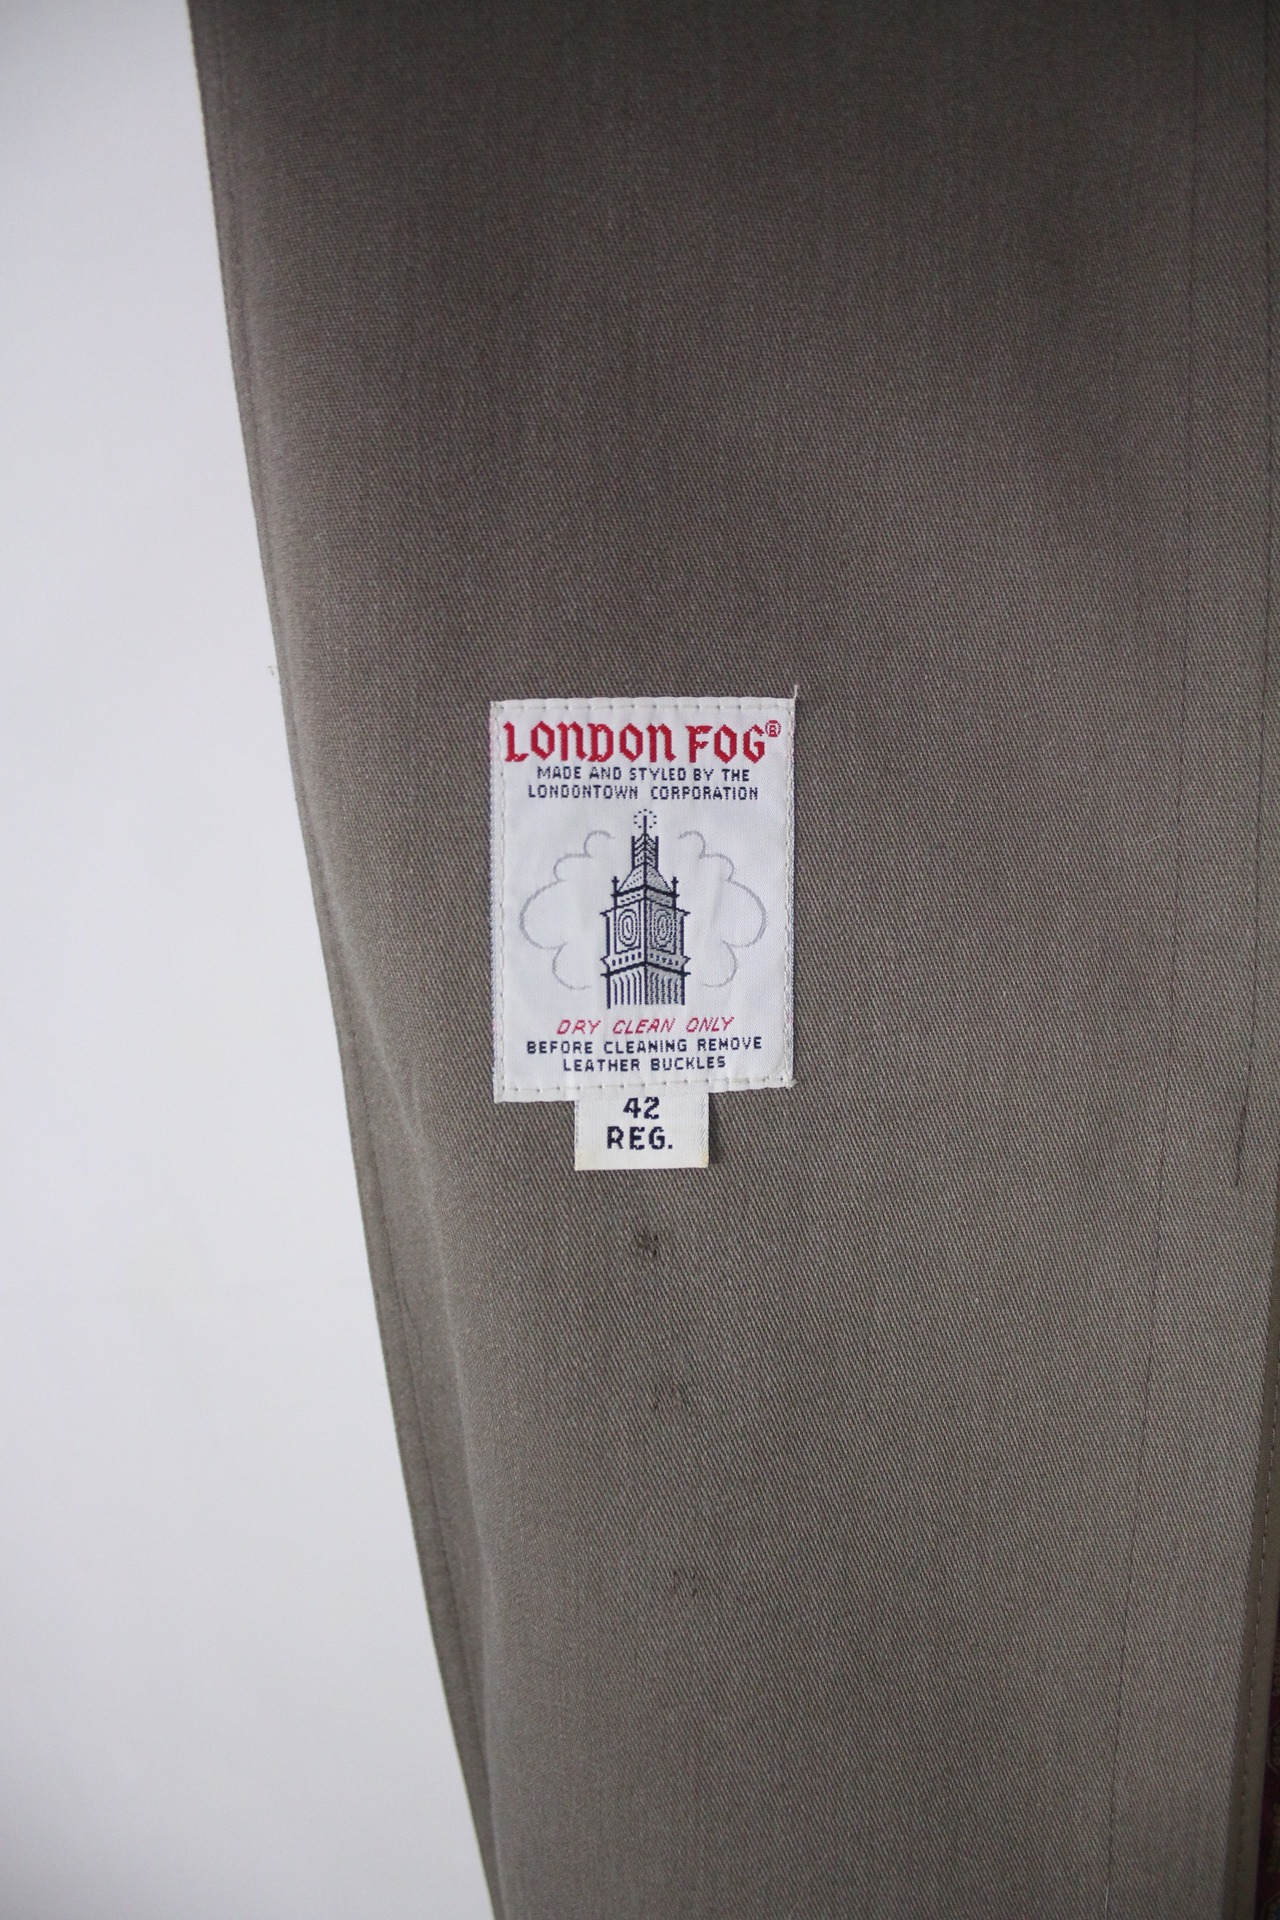 LONDON FOG®
MADE AND STYLED BY THE
LONDONTOWN CORPORATION
DRY CLEAN ONLY
BEFORE CLEANING REMOVE
LEATHER BUCKLES
42
REG.